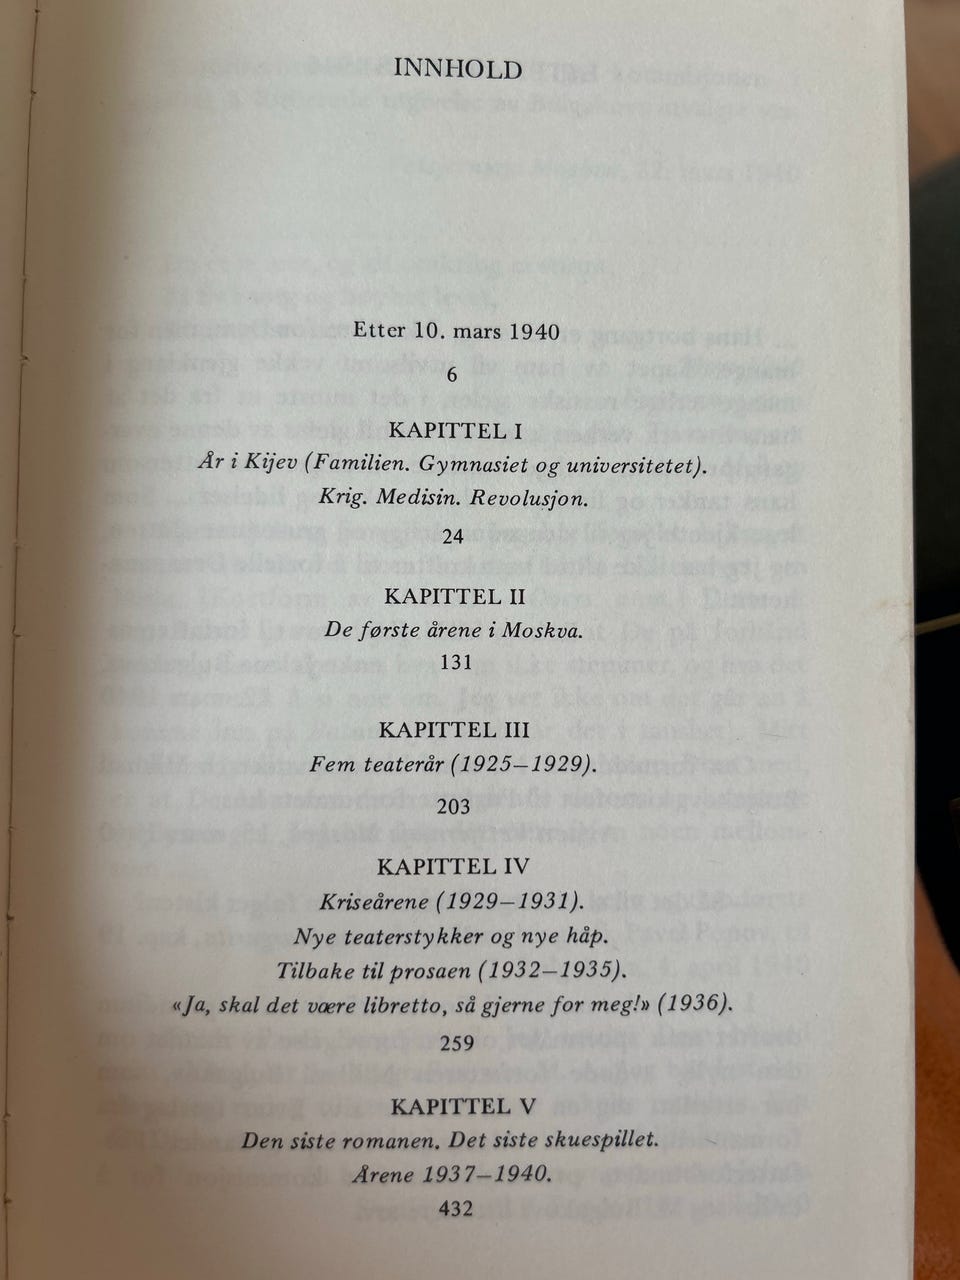 INNHOLD
Etter 10. mars 1940
6
KAPITTEL I
År i Kijev (Familien. Gymnasiet og universitetet).
Krig. Medisin. Revolusjon.
24
KAPITTEL II
De første årene i Moskva.
131
KAPITTEL III
Fem teaterår (1925–1929).
203
KAPITTEL IV
Kriseårene (1929–1931).
Nye teaterstykker og nye håp.
Tilbake til prosaen (1932–1935).
«Ja, skal det være libretto, så gjerne for meg!» (1936).
259
KAPITTEL V
Den siste romanen. Det siste skuespillet.
Årene 1937–1940.
432